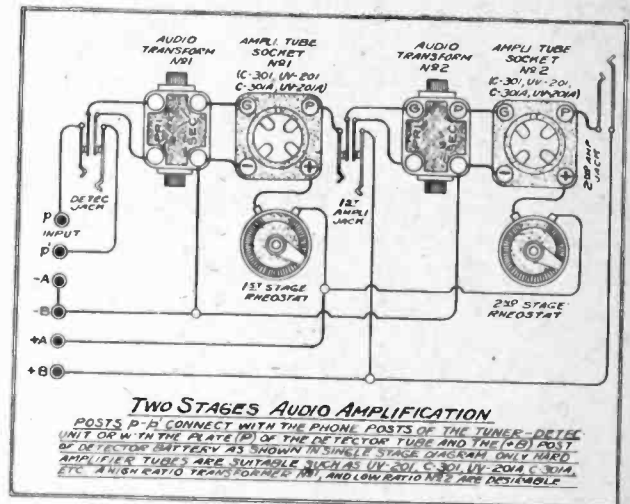 AUDIO
TRANSFORM
Nº1
AMPLI TUBE
SOCKET
Nº1
(C-301, UV-201
C-301A, UV-201A)
AUDIO
TRANSFORM
Nº2
AMPLI TUBE
SOCKET
Nº2
(C-301, UV-201,
C-301A, UV-201A)
PRI
SEC
G
P
-
+
G
P
PRI
SEC
G
P
-
+
DETEC
JACK
1ST
AMPLI
JACK
2ND AMP
JACK
P
INPUT
P'
-A
-B
+A
+B
1ST STAGE
RHEOSTAT
2ND STAGE
RHEOSTAT
TWO STAGES AUDIO AMPLIFICATION
POSTS P-P' CONNECT WITH THE PHONE POSTS OF THE TUNER-DETEC
UNIT OR WITH THE PLATE (P) OF THE DETECTOR TUBE AND THE (+B) POST
OF DETECTOR BATTERY AS SHOWN IN SINGLE STAGE DIAGRAM ONLY HARD
AMPLIFIER TUBES ARE SUITABLE SUCH AS UV-201, C-301, UV-201A C-301A,
ETC. A HIGH RATIO TRANSFORMER Nº1, AND LOW RATIO Nº2 ARE DESIRABLE